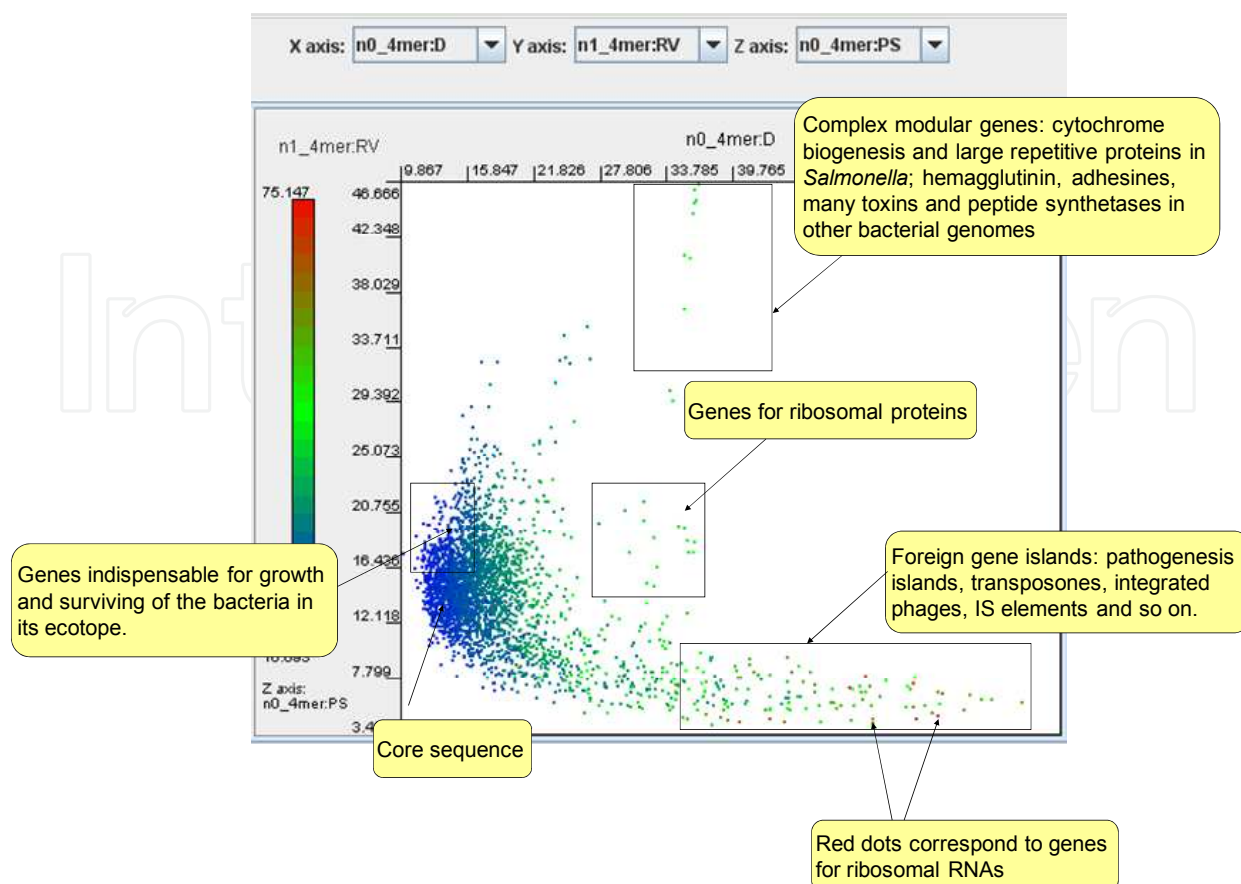 X axis: n0_4mer:D Y axis: n1_4mer:RV Z axis: n0_4mer:PS
n1_4mer:RV
n0_4mer:D
9.867 15.847 21.826 27.806 33.785 39.765
75.147
46.666
42.348
38.029
33.711
29.392
25.073
20.755
16.436
12.118
7.799
Z axis:
n0_4mer:PS
Complex modular genes: cytochrome
biogenesis and large repetitive proteins in
Salmonella; hemagglutinin, adhesines,
many toxins and peptide synthetases in
other bacterial genomes
Genes for ribosomal proteins
Genes indispensable for growth
and surviving of the bacteria in
its ecotope.
Foreign gene islands: pathogenesis
islands, transposones, integrated
phages, IS elements and so on.
Core sequence
Red dots correspond to genes
for ribosomal RNAs